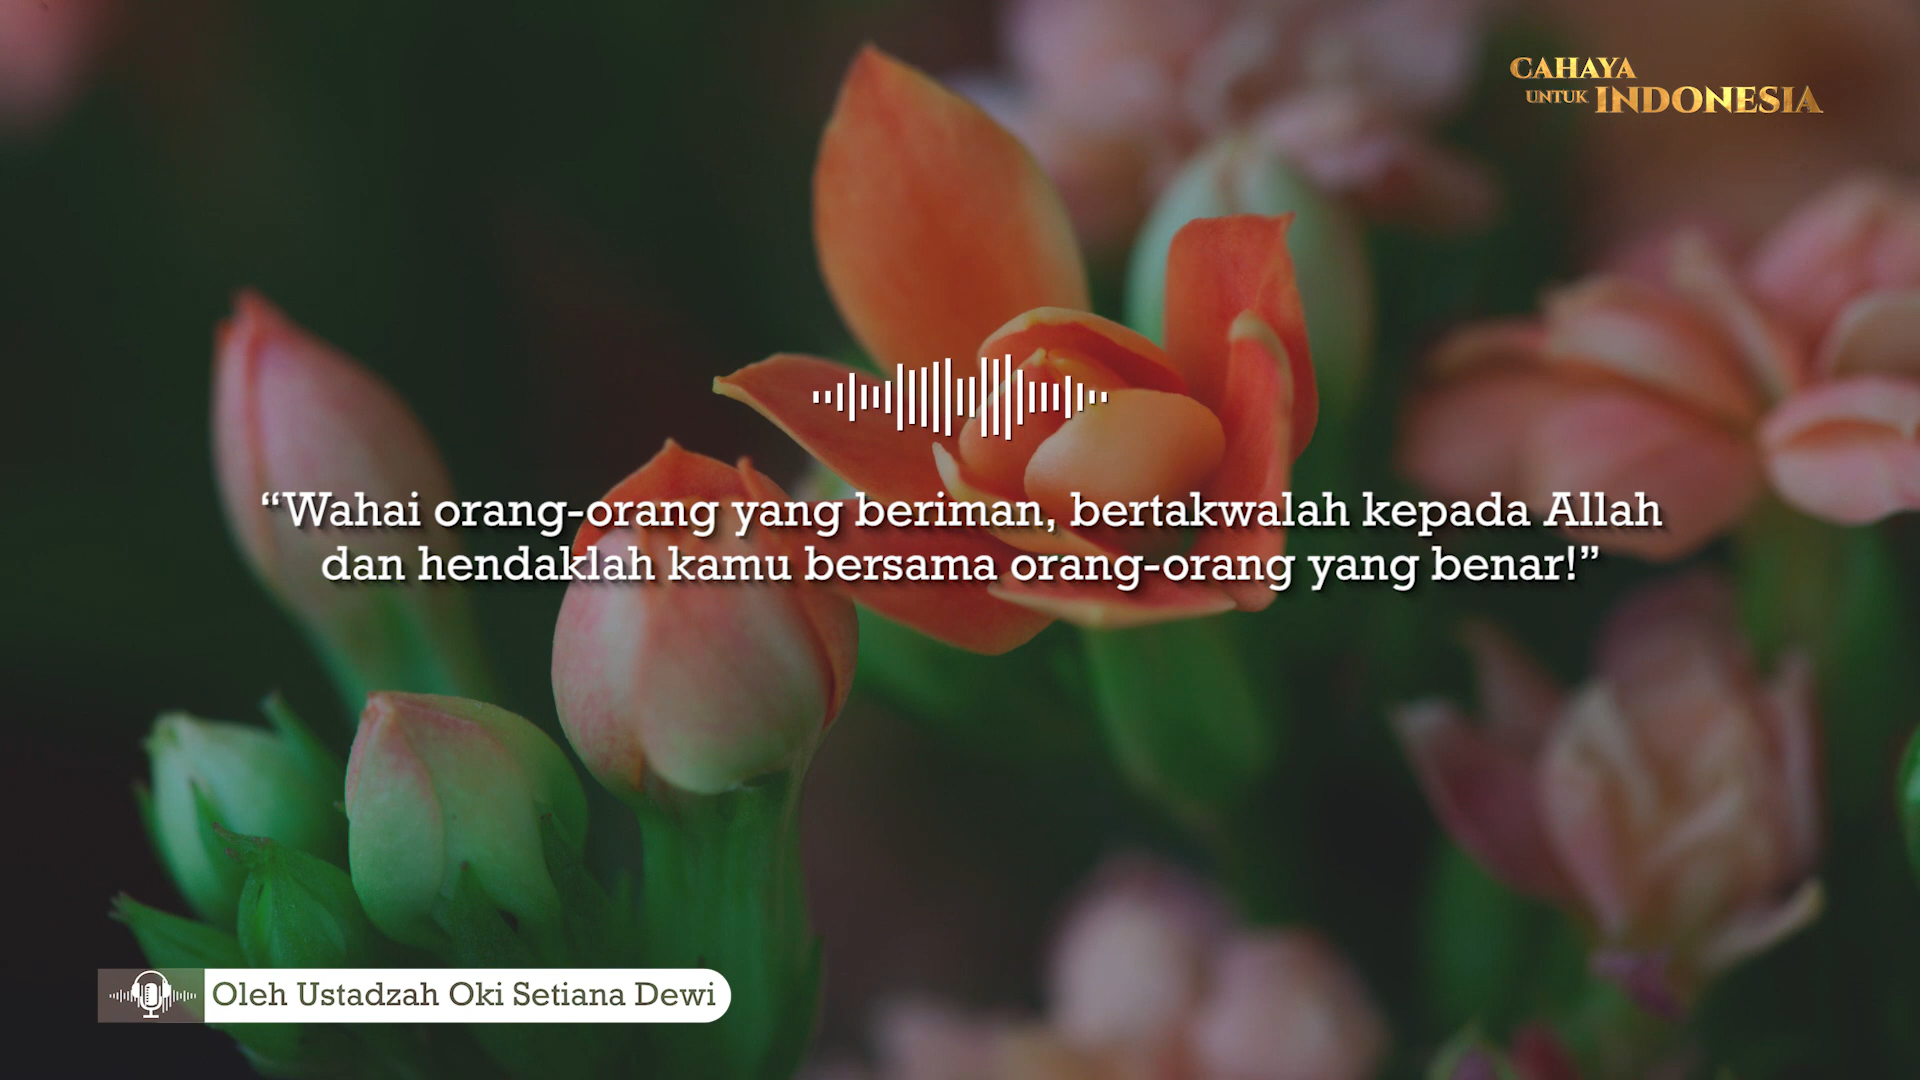 CAHAYA
UNTUK INDONESIA
“Wahai orang-orang yang beriman, bertakwalah kepada Allah
dan hendaklah kamu bersama orang-orang yang benar!”
Oleh Ustadzah Oki Setiana Dewi